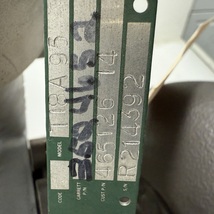 CODE
MODEL T18A95
GARRETT P/N
CUST P/N 465126 14
S/N R214592